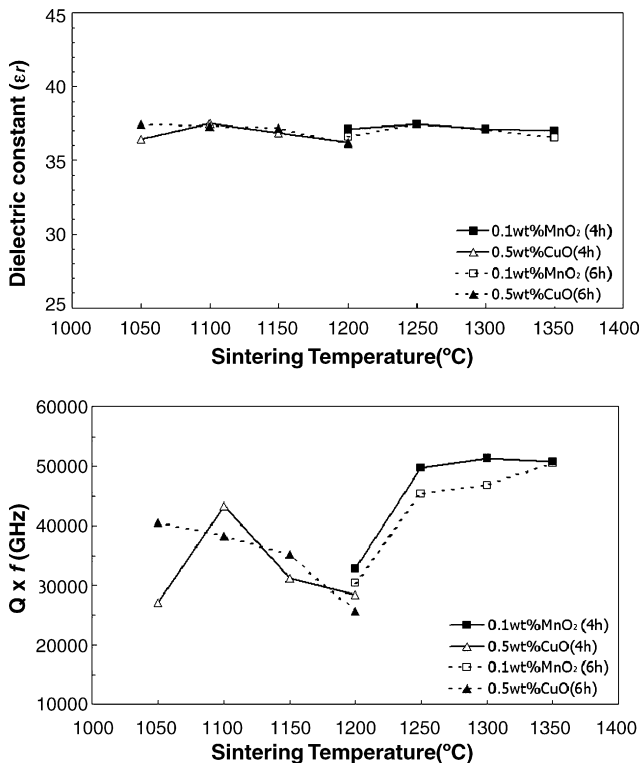 Dielectric constant (εr)
45
40
35
30
25
1000 1050 1100 1150 1200 1250 1300 1350 1400
Sintering Temperature(ºC)
0.1wt%MnO₂ (4h)
0.5wt%CuO(4h)
0.1wt%MnO₂ (6h)
0.5wt%CuO(6h)
Q x f (GHz)
60000
50000
40000
30000
20000
10000
1000 1050 1100 1150 1200 1250 1300 1350 1400
Sintering Temperature(ºC)
0.1wt%MnO₂ (4h)
0.5wt%CuO(4h)
0.1wt%MnO₂ (6h)
0.5wt%CuO(6h)